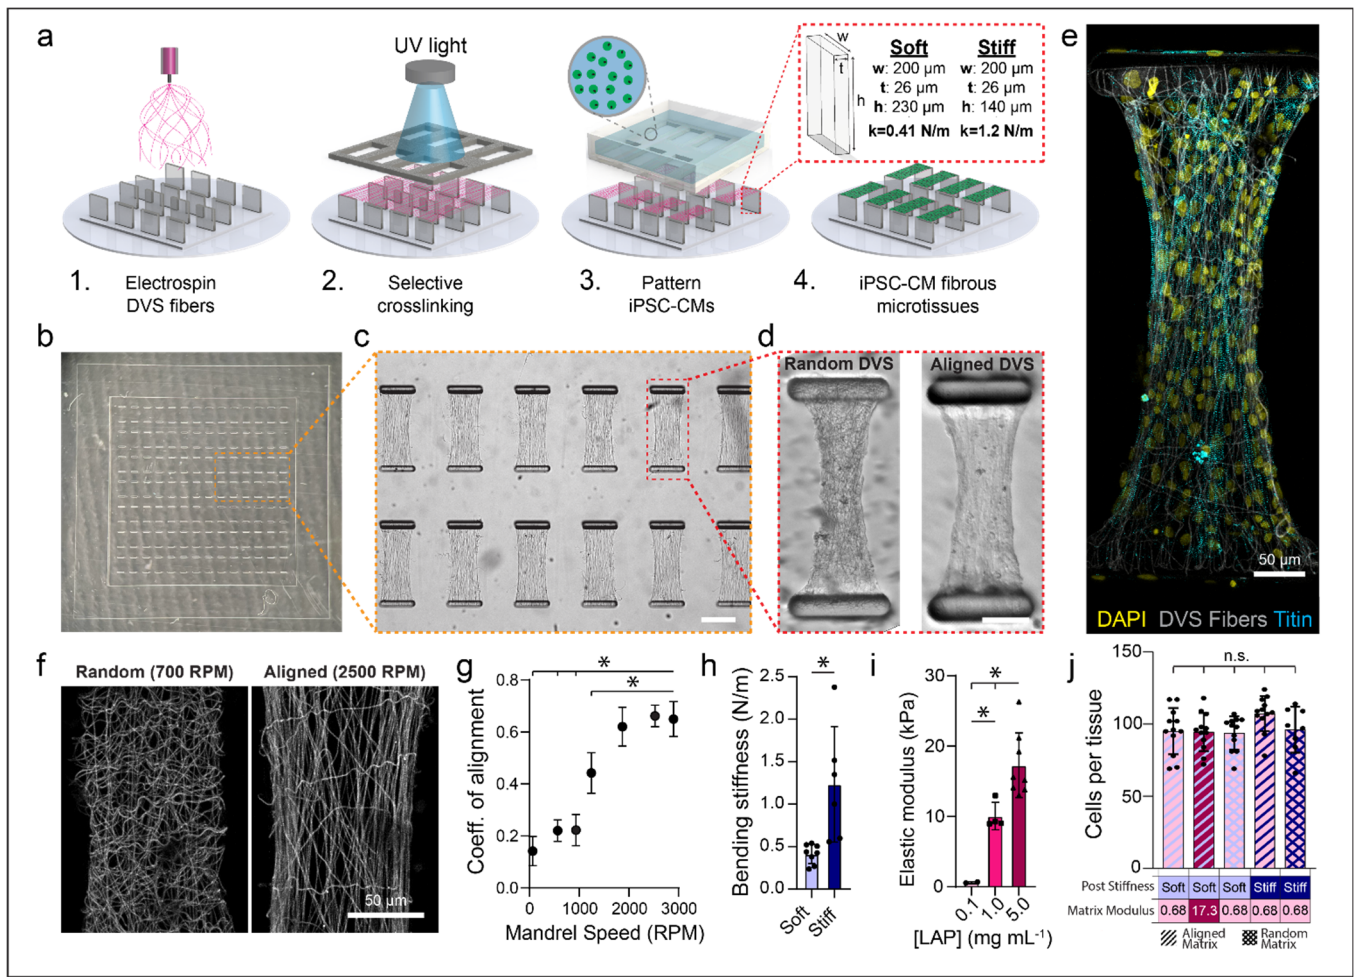 a
UV light
w
t
h
Soft
w: 200 µm
t: 26 µm
h: 230 µm
k=0.41 N/m
Stiff
w: 200 µm
t: 26 µm
h: 140 µm
k=1.2 N/m
1. Electrospin
DVS fibers
2. Selective
crosslinking
3. Pattern
iPSC-CMs
4. iPSC-CM fibrous
microtissues
b
c
d
Random DVS
Aligned DVS
e
50 µm
DAPI DVS Fibers Titin
f
Random (700 RPM)
Aligned (2500 RPM)
50 µm
g
*
*
Coeff. of alignment
0.8
0.6
0.4
0.2
0.0
0
1000
2000
3000
Mandrel Speed (RPM)
h
*
Bending stiffness (N/m)
2.5
2.0
1.5
1.0
0.5
0.0
Soft
Stiff
i
*
*
Elastic modulus (kPa)
30
20
10
0
0.1
1.0
5.0
[LAP] (mg mL-1)
j
n.s.
Cells per tissue
150
100
50
0
Post Stiffness Soft Soft Soft Stiff Stiff
Matrix Modulus 0.68 17.3 0.68 0.68 0.68
Aligned
Matrix
Random
Matrix